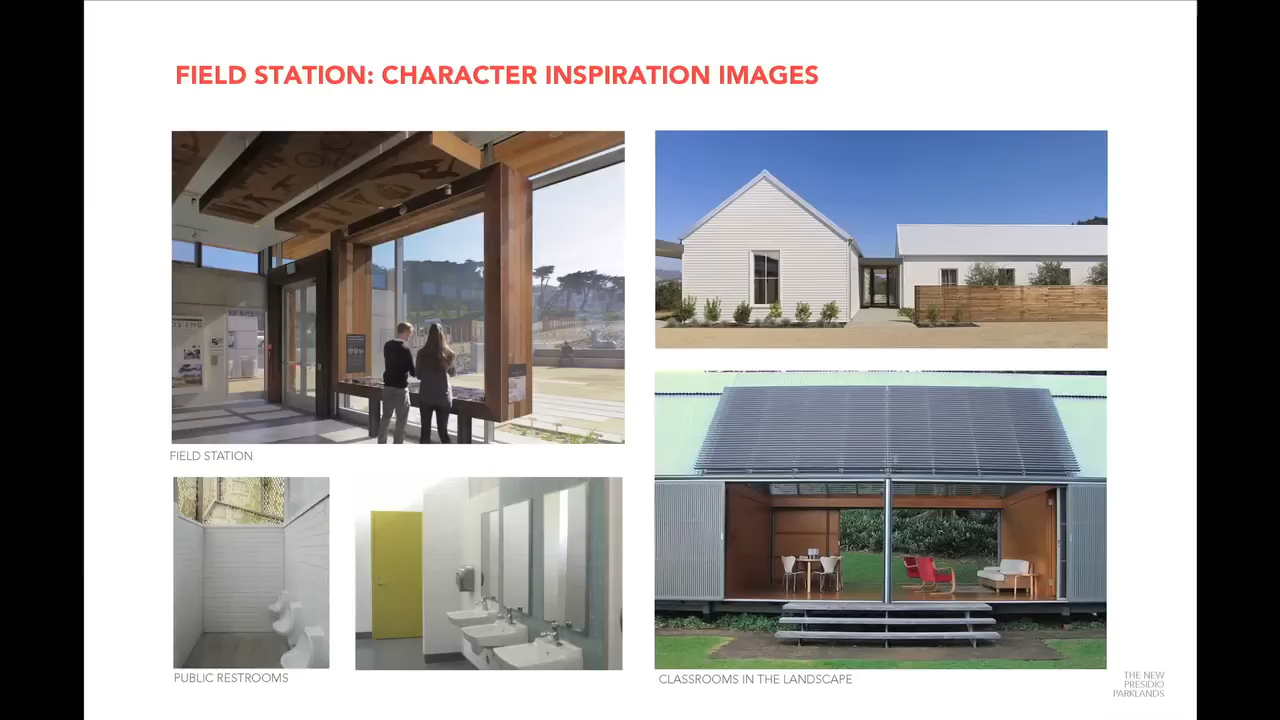 FIELD STATION: CHARACTER INSPIRATION IMAGES
FIELD STATION
PUBLIC RESTROOMS
CLASSROOMS IN THE LANDSCAPE
THE NEW
PRESIDIO
PARKLANDS